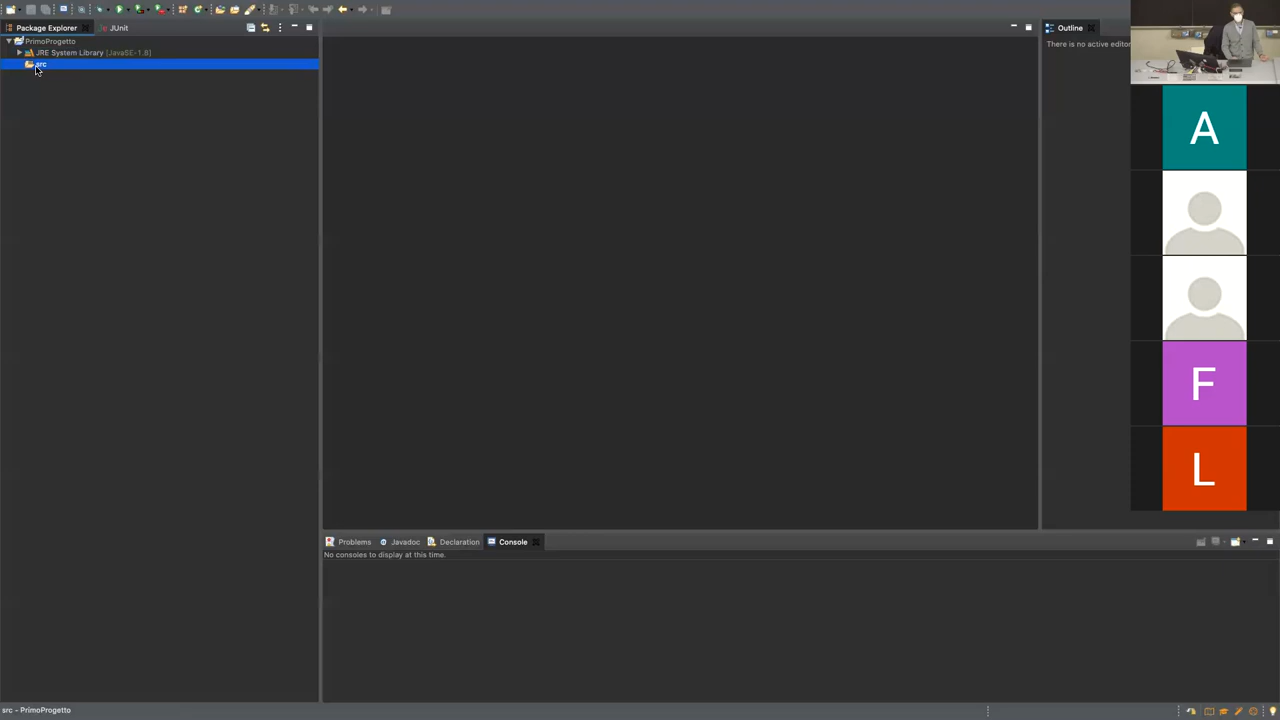 Package Explorer
JUnit
PrimoProgetto
JRE System Library [JavaSE-1.8]
src
Outline
There is no active editor
A
F
L
Problems
Javadoc
Declaration
Console
No consoles to display at this time.
src - PrimoProgetto